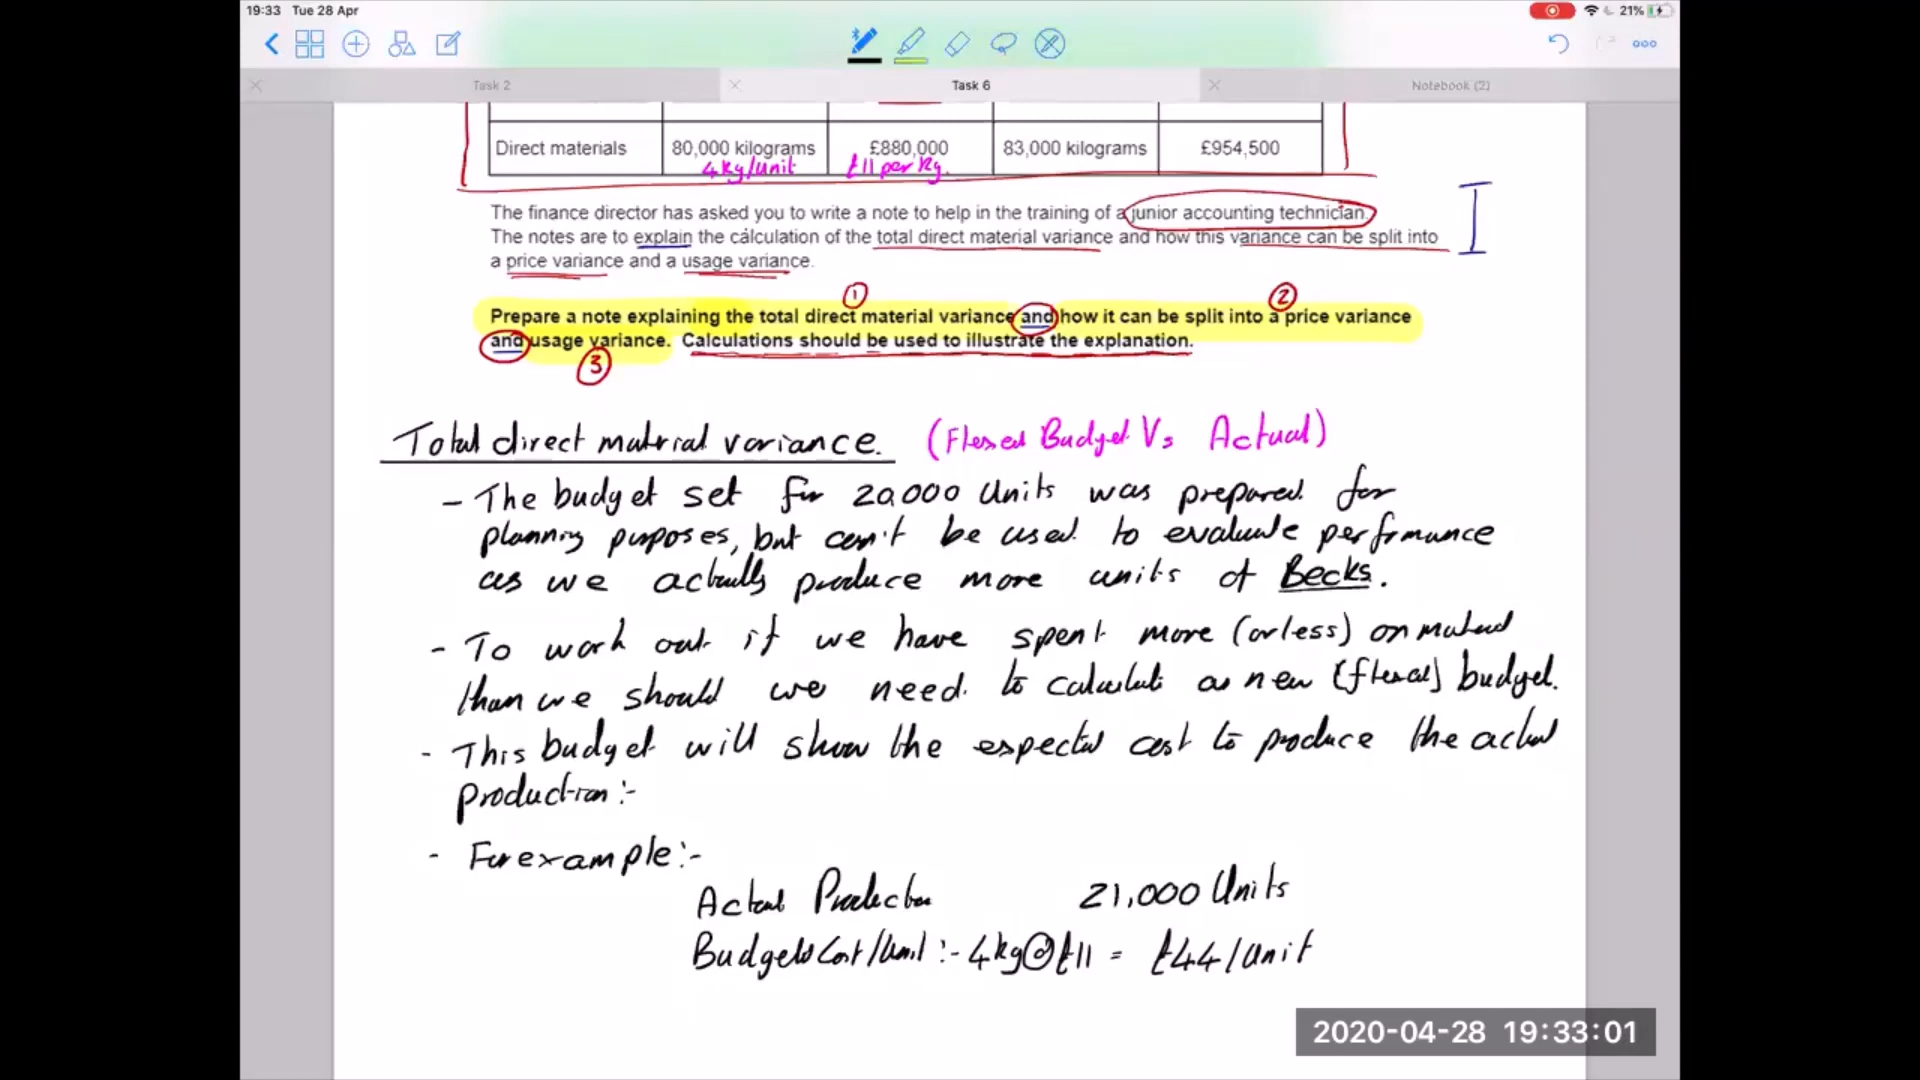 19:33 Tue 28 Apr
21%
Task 2
Task 6
Notebook (2)
Direct materials 80,000 kilograms £880,000 83,000 kilograms £954,500
4kg/unit £11 per kg.
The finance director has asked you to write a note to help in the training of a junior accounting technician.
The notes are to explain the calculation of the total direct material variance and how this variance can be split into
a price variance and a usage variance.
1 2
Prepare a note explaining the total direct material variance and how it can be split into a price variance
and usage variance. Calculations should be used to illustrate the explanation.
3
Total direct material variance. (Flexed Budget Vs Actual)
- The budget set for 20,000 Units was prepared for
planning purposes, but can't be used to evaluate performance
as we actually produce more units of Becks.
- To work out if we have spent more (or less) on material
than we should we need to calculate a new (flexed) budget.
- This budget will show the expected cost to produce the actual
production:-
- For example:-
Actual Production 21,000 Units
Budgeted Cost/Unit :- 4kg @ £11 = £44/Unit
2020-04-28 19:33:01